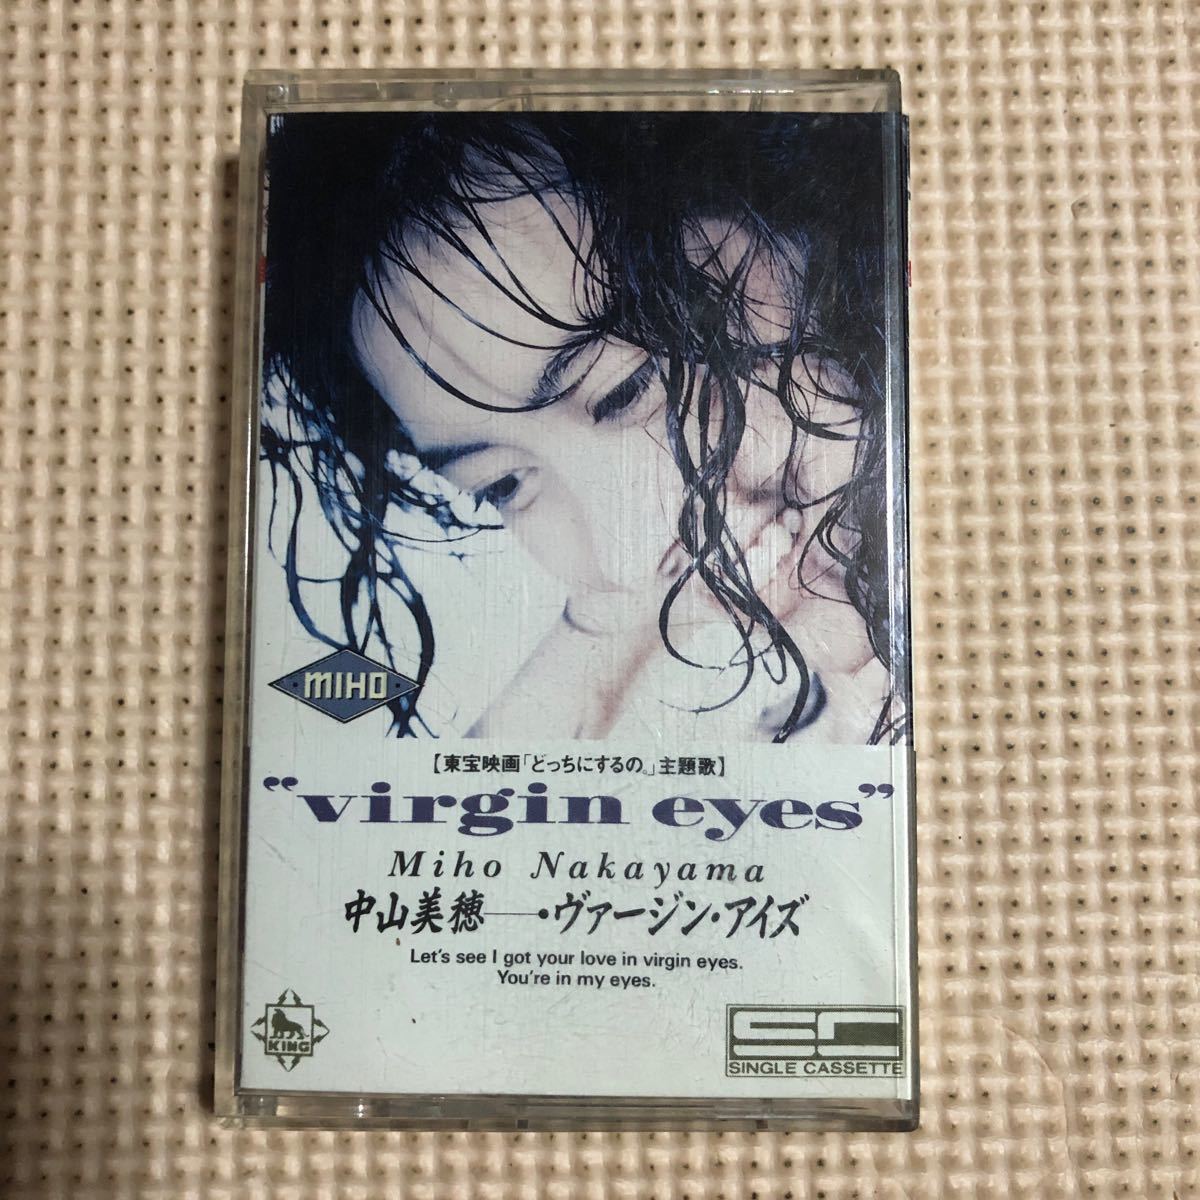 MIHO
【東宝映画「どっちにするの。」主題歌】
“virgin eyes”
Miho Nakayama
中山美穂──・ヴァージン・アイズ
Let's see I got your love in virgin eyes.
You're in my eyes.
KING
SC
SINGLE CASSETTE